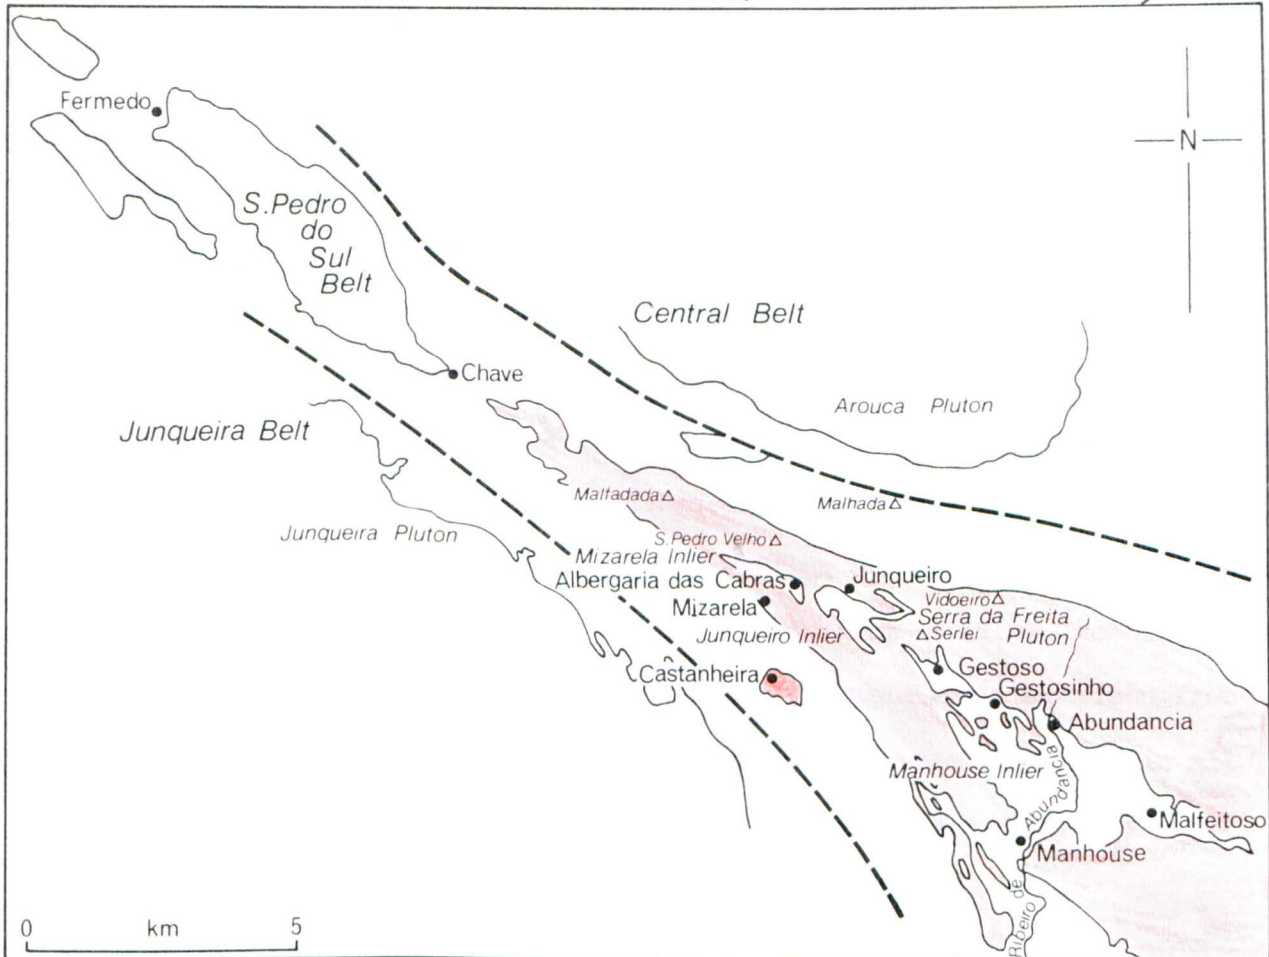 N
Fermedo
S.Pedro
do
Sul
Belt
Central Belt
Chave
Arouca Pluton
Junqueira Belt
Malfadada
Malhada
Junqueira Pluton
S.Pedro Velho
Mizarela Inlier
Albergaria das Cabras
Junqueiro
Mizarela
Vidoeiro
Serra da Freita
Junqueiro Inlier
Serlei Pluton
Castanheira
Gestoso
Gestosinho
Abundancia
Manhouse Inlier
Malfeitoso
Manhouse
Ribeiro de Abundancia
0 km 5